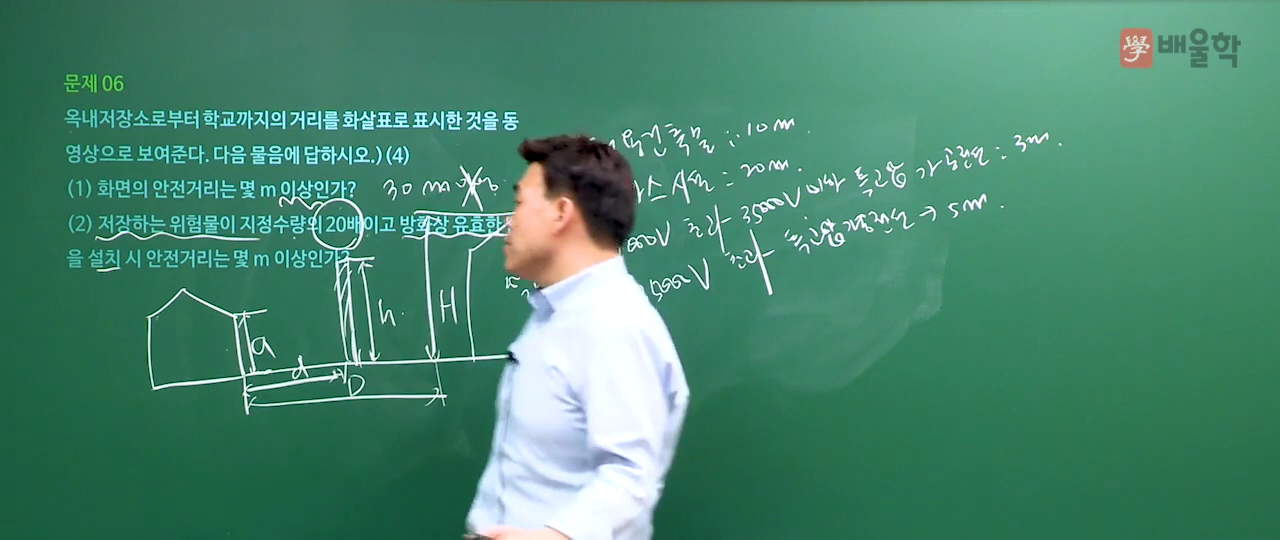 學 배울학
문제 06
옥내저장소로부터 학교까지의 거리를 화살표로 표시한 것을 동
영상으로 보여준다. 다음 물음에 답하시오.) (4)
(1) 화면의 안전거리는 몇 m 이상인가?
30m 이상
(2) 저장하는 위험물이 지정수량의 20배이고 방화상 유효한
을 설치 시 안전거리는 몇 m 이상인가?
: 10m.
: 20m.
000V 초과 35000V 이하 특고압 가공전선 : 3m.
5000V 초과 특고압가공전선 → 5m.
a
h.
H
d
D